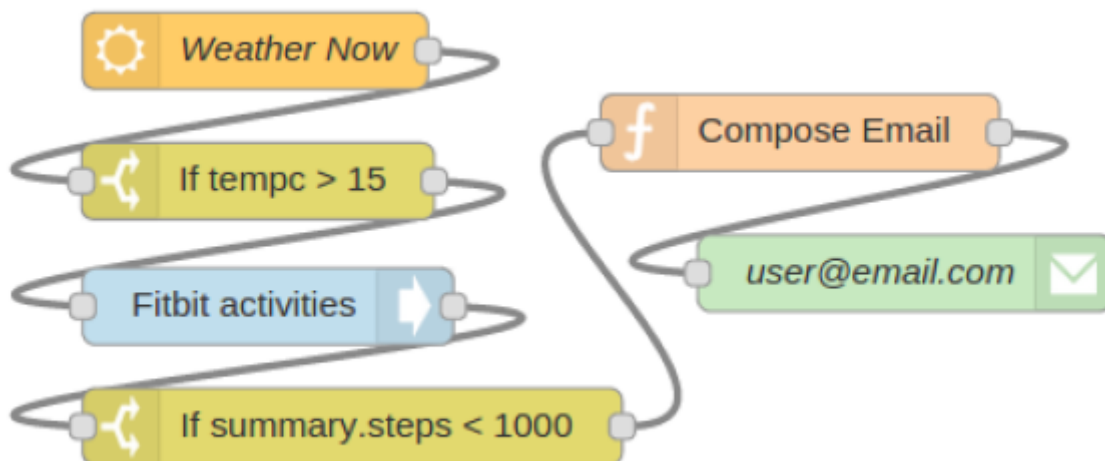 Weather Now
If tempc > 15
Fitbit activities
If summary.steps < 1000
Compose Email
user@email.com